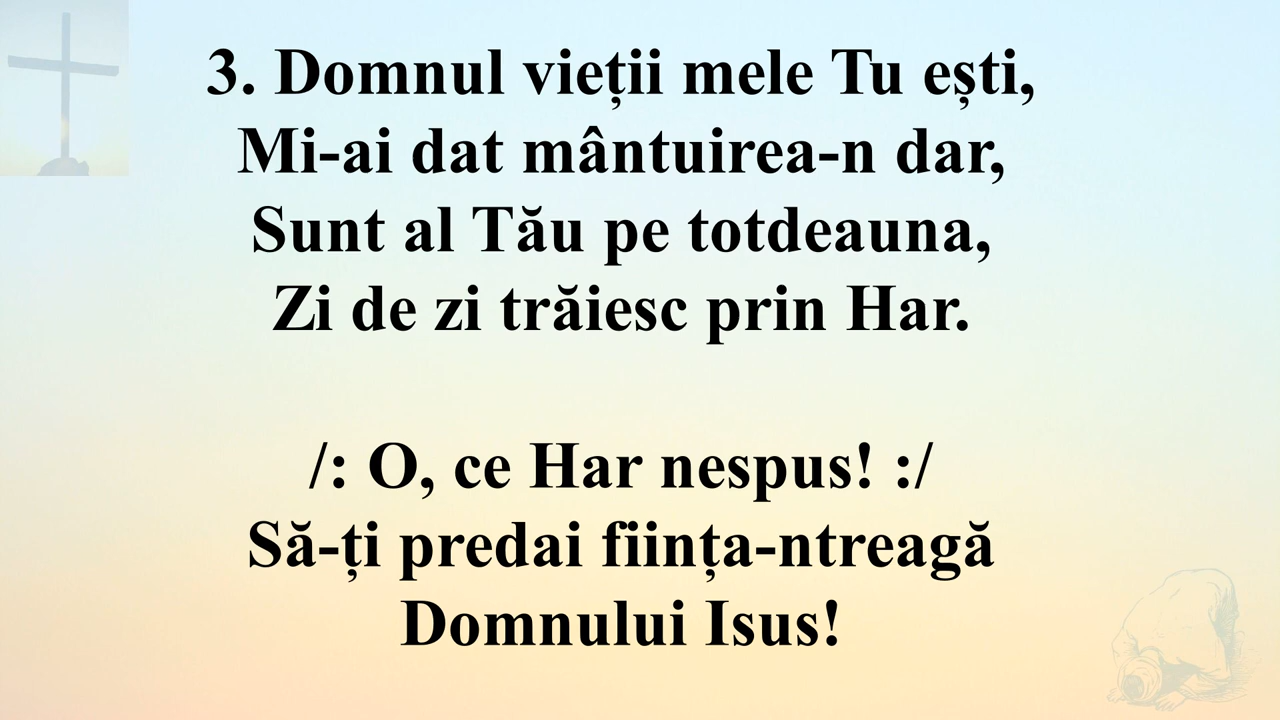 3. Domnul vieții mele Tu ești,
Mi-ai dat mântuirea-n dar,
Sunt al Tău pe totdeauna,
Zi de zi trăiesc prin Har.
/: O, ce Har nespus! :/
Să-ți predai ființa-ntreagă
Domnului Isus!